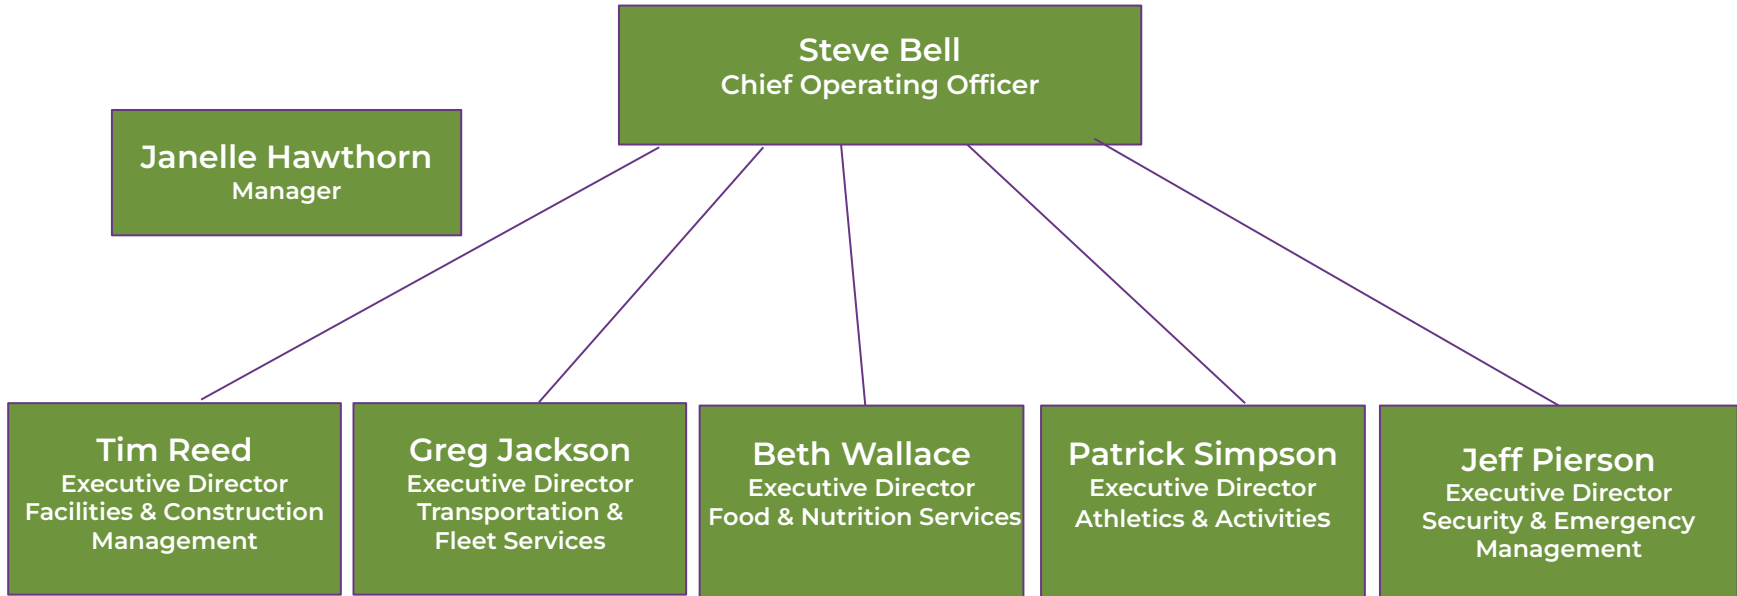 Steve Bell
Chief Operating Officer
Janelle Hawthorn
Manager
Tim Reed
Executive Director
Facilities & Construction
Management
Greg Jackson
Executive Director
Transportation &
Fleet Services
Beth Wallace
Executive Director
Food & Nutrition Services
Patrick Simpson
Executive Director
Athletics & Activities
Jeff Pierson
Executive Director
Security & Emergency
Management